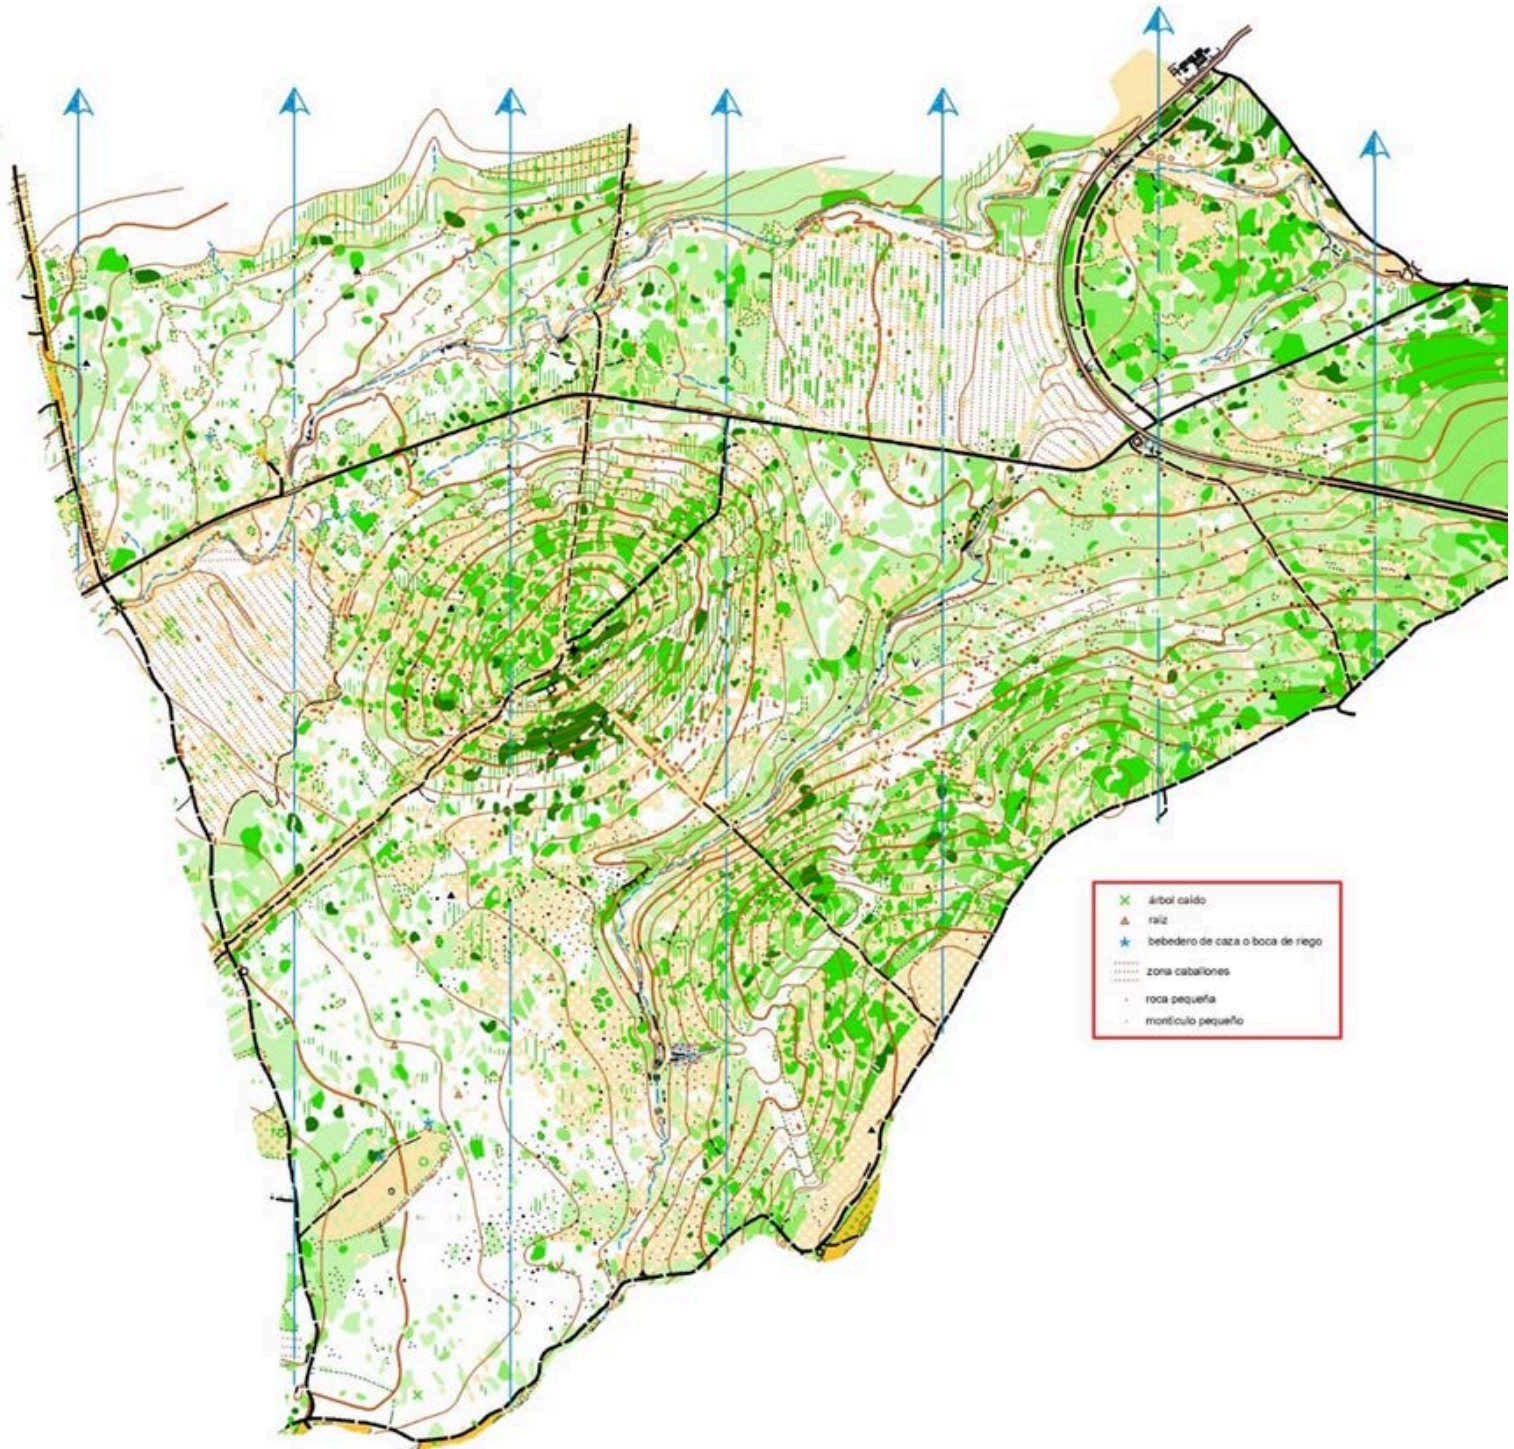 árbol caído
raíz
bebedero de caza o boca de riego
zona caballones
roca pequeña
montículo pequeño